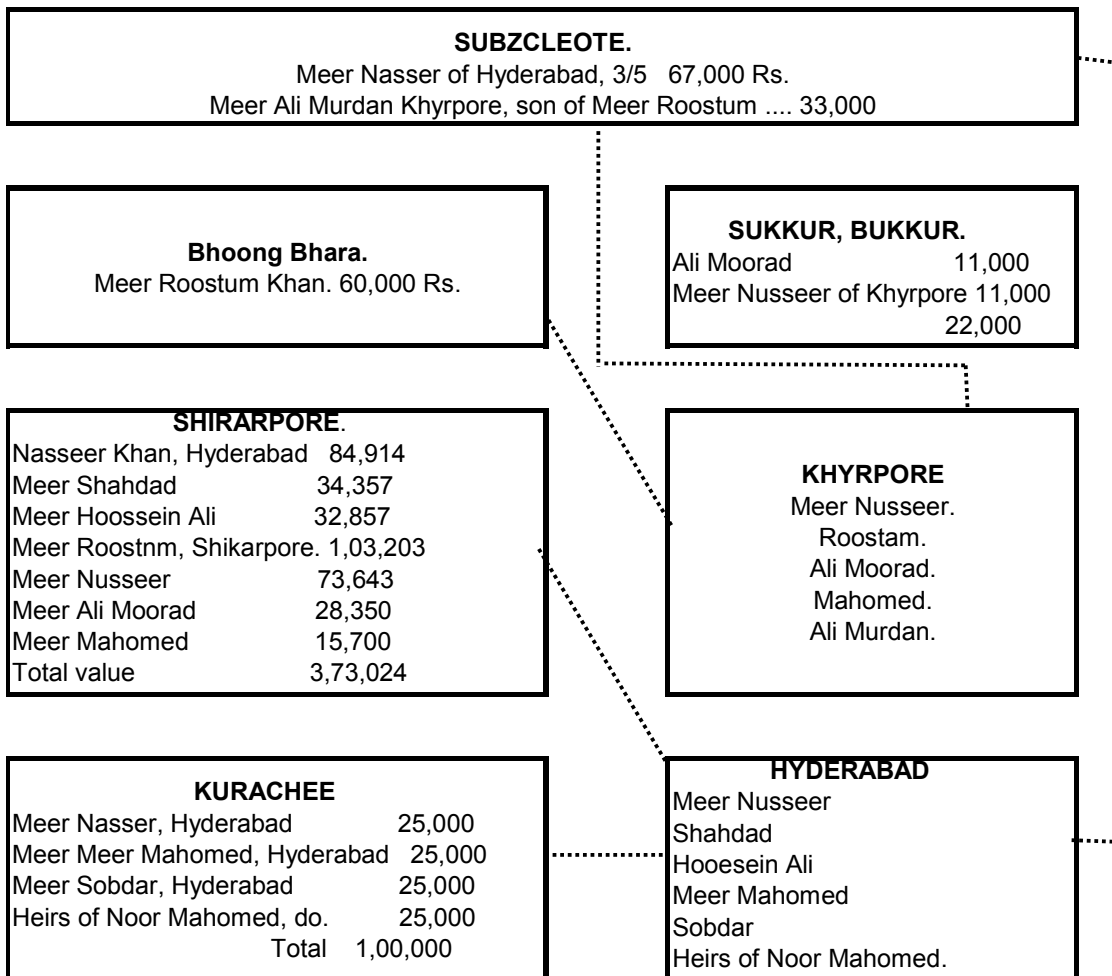 SUBZCLEOTE.
Meer Nasser of Hyderabad, 3/5 67,000 Rs.
Meer Ali Murdan Khyrpore, son of Meer Roostum .... 33,000
Bhoong Bhara.
Meer Roostum Khan. 60,000 Rs.
SUKKUR, BUKKUR.
Ali Moorad 11,000
Meer Nusseer of Khyrpore 11,000
22,000
SHIRARPORE.
Nasseer Khan, Hyderabad 84,914
Meer Shahdad 34,357
Meer Hoossein Ali 32,857
Meer Roostnm, Shikarpore. 1,03,203
Meer Nusseer 73,643
Meer Ali Moorad 28,350
Meer Mahomed 15,700
Total value 3,73,024
KHYRPORE
Meer Nusseer.
Roostam.
Ali Moorad.
Mahomed.
Ali Murdan.
KURACHEE
Meer Nasser, Hyderabad 25,000
Meer Meer Mahomed, Hyderabad 25,000
Meer Sobdar, Hyderabad 25,000
Heirs of Noor Mahomed, do. 25,000
Total 1,00,000
HYDERABAD
Meer Nusseer
Shahdad
Hooesein Ali
Meer Mahomed
Sobdar
Heirs of Noor Mahomed.